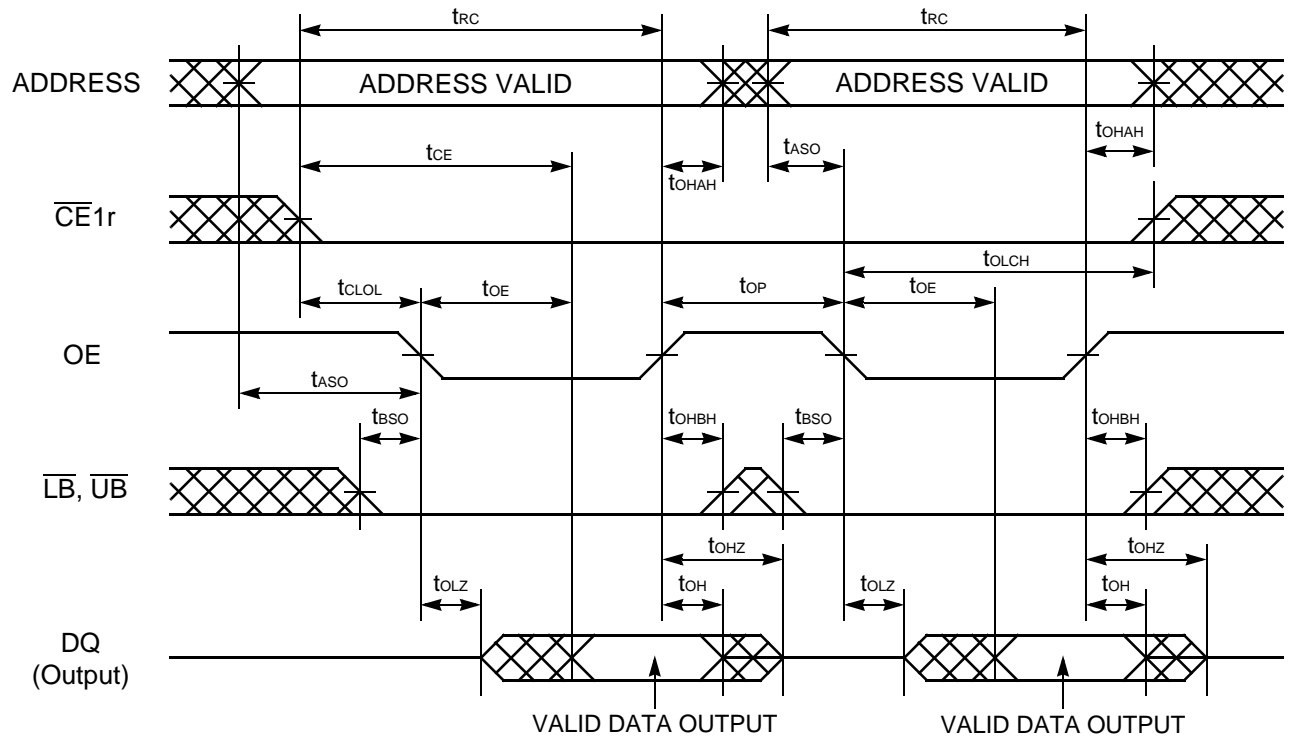 tRC tRC
ADDRESS ADDRESS VALID ADDRESS VALID
tOHAH
tCE tASO
tOHAH
CE1r
tOLCH
tCLOL tOE tOP tOE
OE
tASO
tBSO tOHBH tBSO tOHBH
LB, UB
tOHZ tOHZ
tOLZ tOH tOLZ tOH
DQ
(Output)
VALID DATA OUTPUT VALID DATA OUTPUT